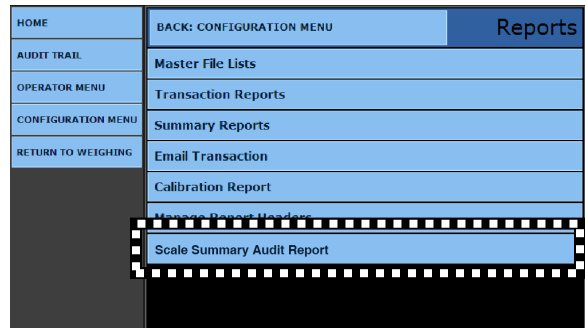 HOME
AUDIT TRAIL
OPERATOR MENU
CONFIGURATION MENU
RETURN TO WEIGHING
BACK: CONFIGURATION MENU
Reports
Master File Lists
Transaction Reports
Summary Reports
Email Transaction
Calibration Report
Manage Report Headers
Scale Summary Audit Report